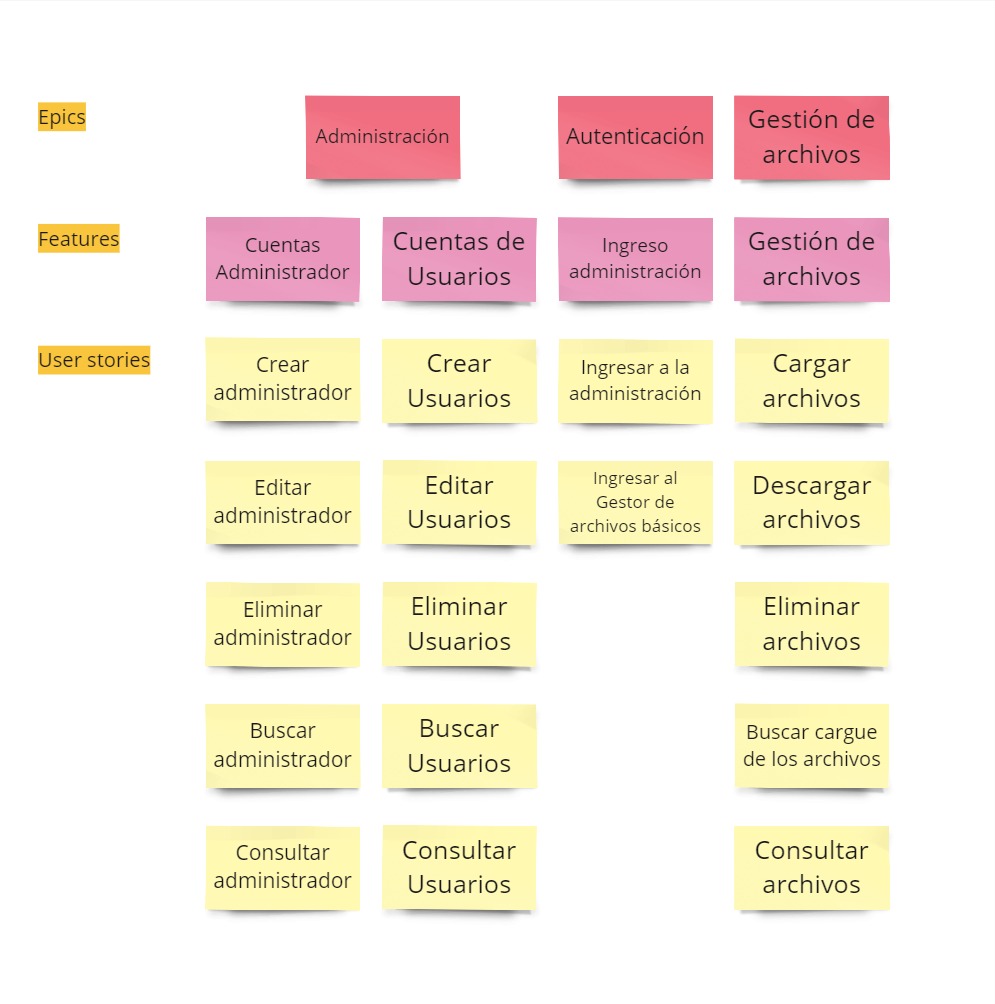 Epics
Administración
Autenticación
Gestión de
archivos
Features
Cuentas
Administrador
Cuentas de
Usuarios
Ingreso
administración
Gestión de
archivos
User stories
Crear
administrador
Crear
Usuarios
Ingresar a la
administración
Cargar
archivos
Editar
administrador
Editar
Usuarios
Ingresar al
Gestor de
archivos básicos
Descargar
archivos
Eliminar
administrador
Eliminar
Usuarios
Eliminar
archivos
Buscar
administrador
Buscar
Usuarios
Buscar cargue
de los archivos
Consultar
administrador
Consultar
Usuarios
Consultar
archivos